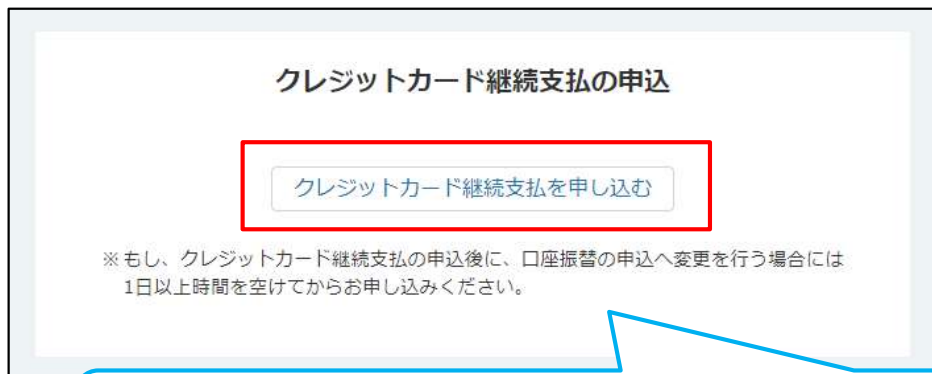 クレジットカード継続支払の申込
クレジットカード継続支払を申し込む
※もし、クレジットカード継続支払の申込後に、口座振替の申込へ変更を行う場合には
1日以上時間を空けてからお申し込みください。